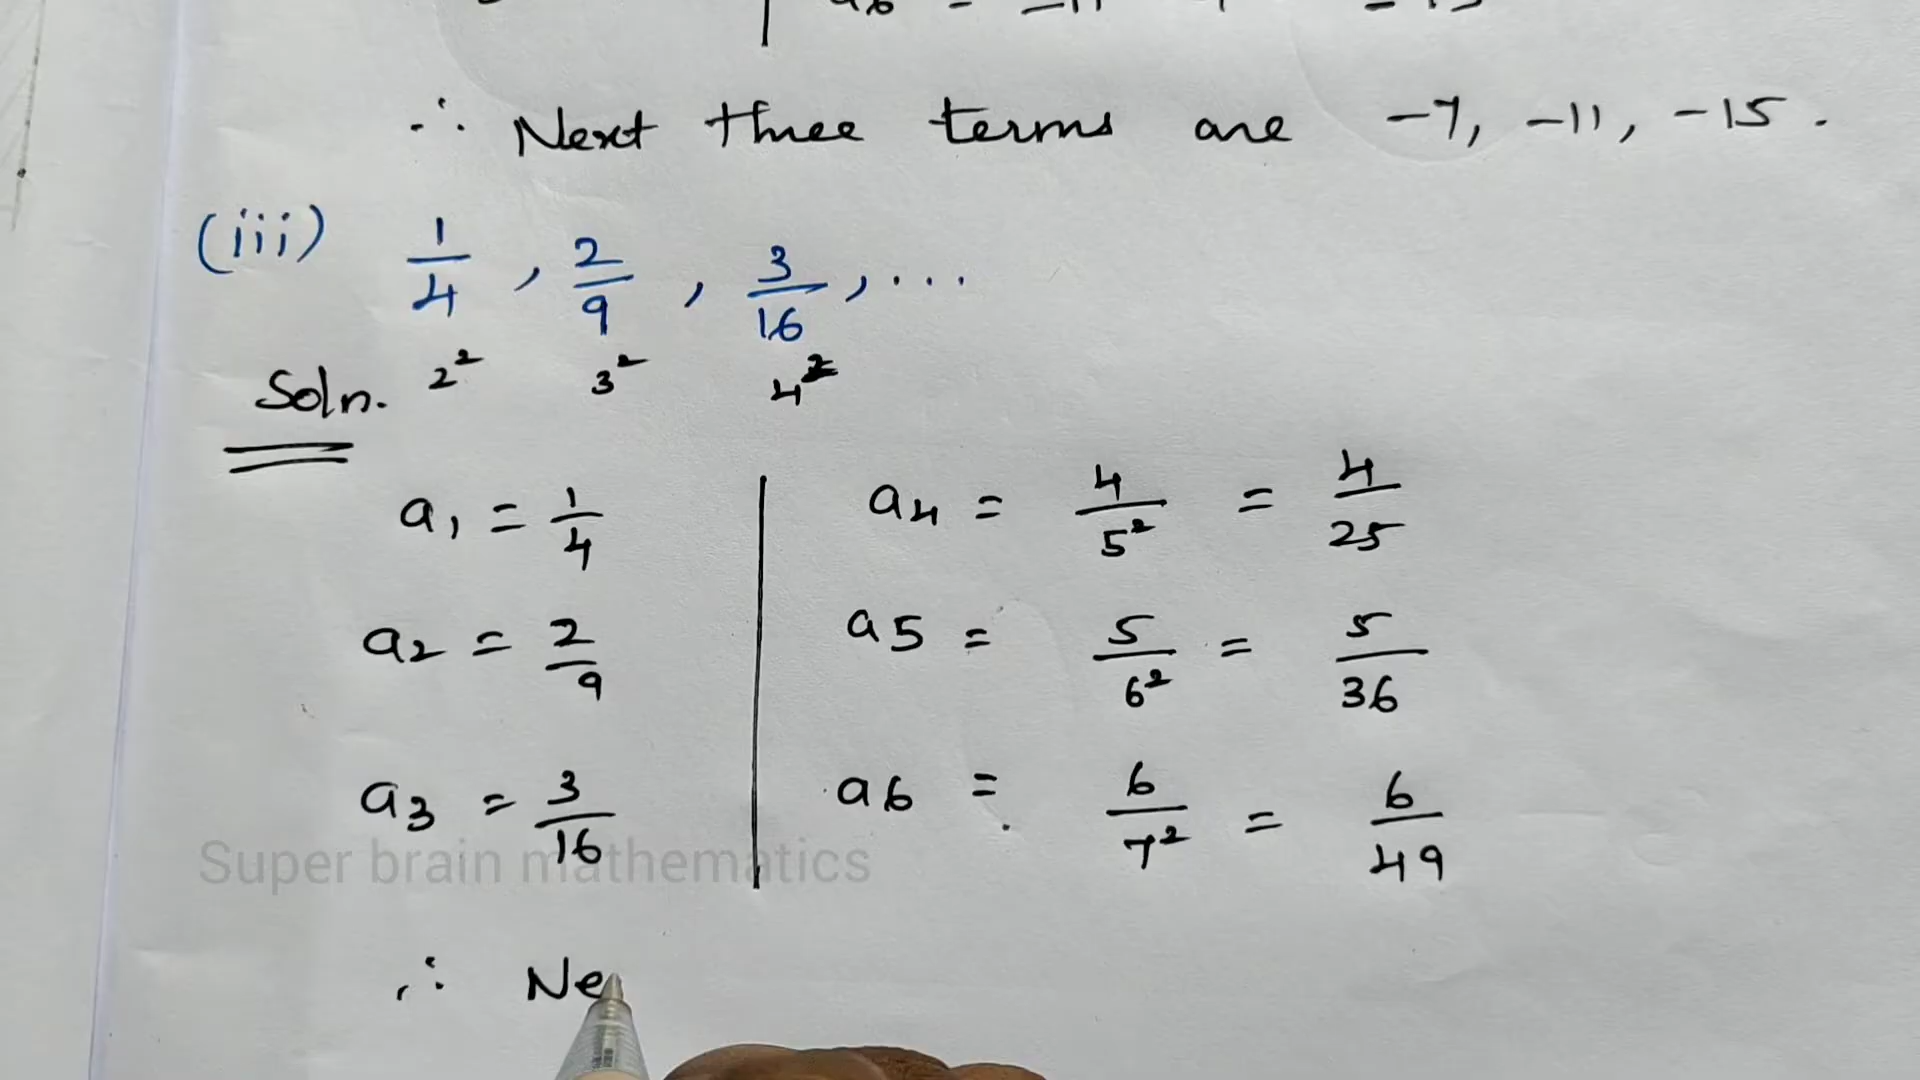 ∴ Next three terms are -7, -11, -15.
(iii) 1/4, 2/9, 3/16, ...
Soln. 2² 3² 4²
a₁ = 1/4
a₂ = 2/9
a₃ = 3/16
a₄ = 4/5² = 4/25
a₅ = 5/6² = 5/36
a₆ = 6/7² = 6/49
Super brain mathematics
∴ Ne